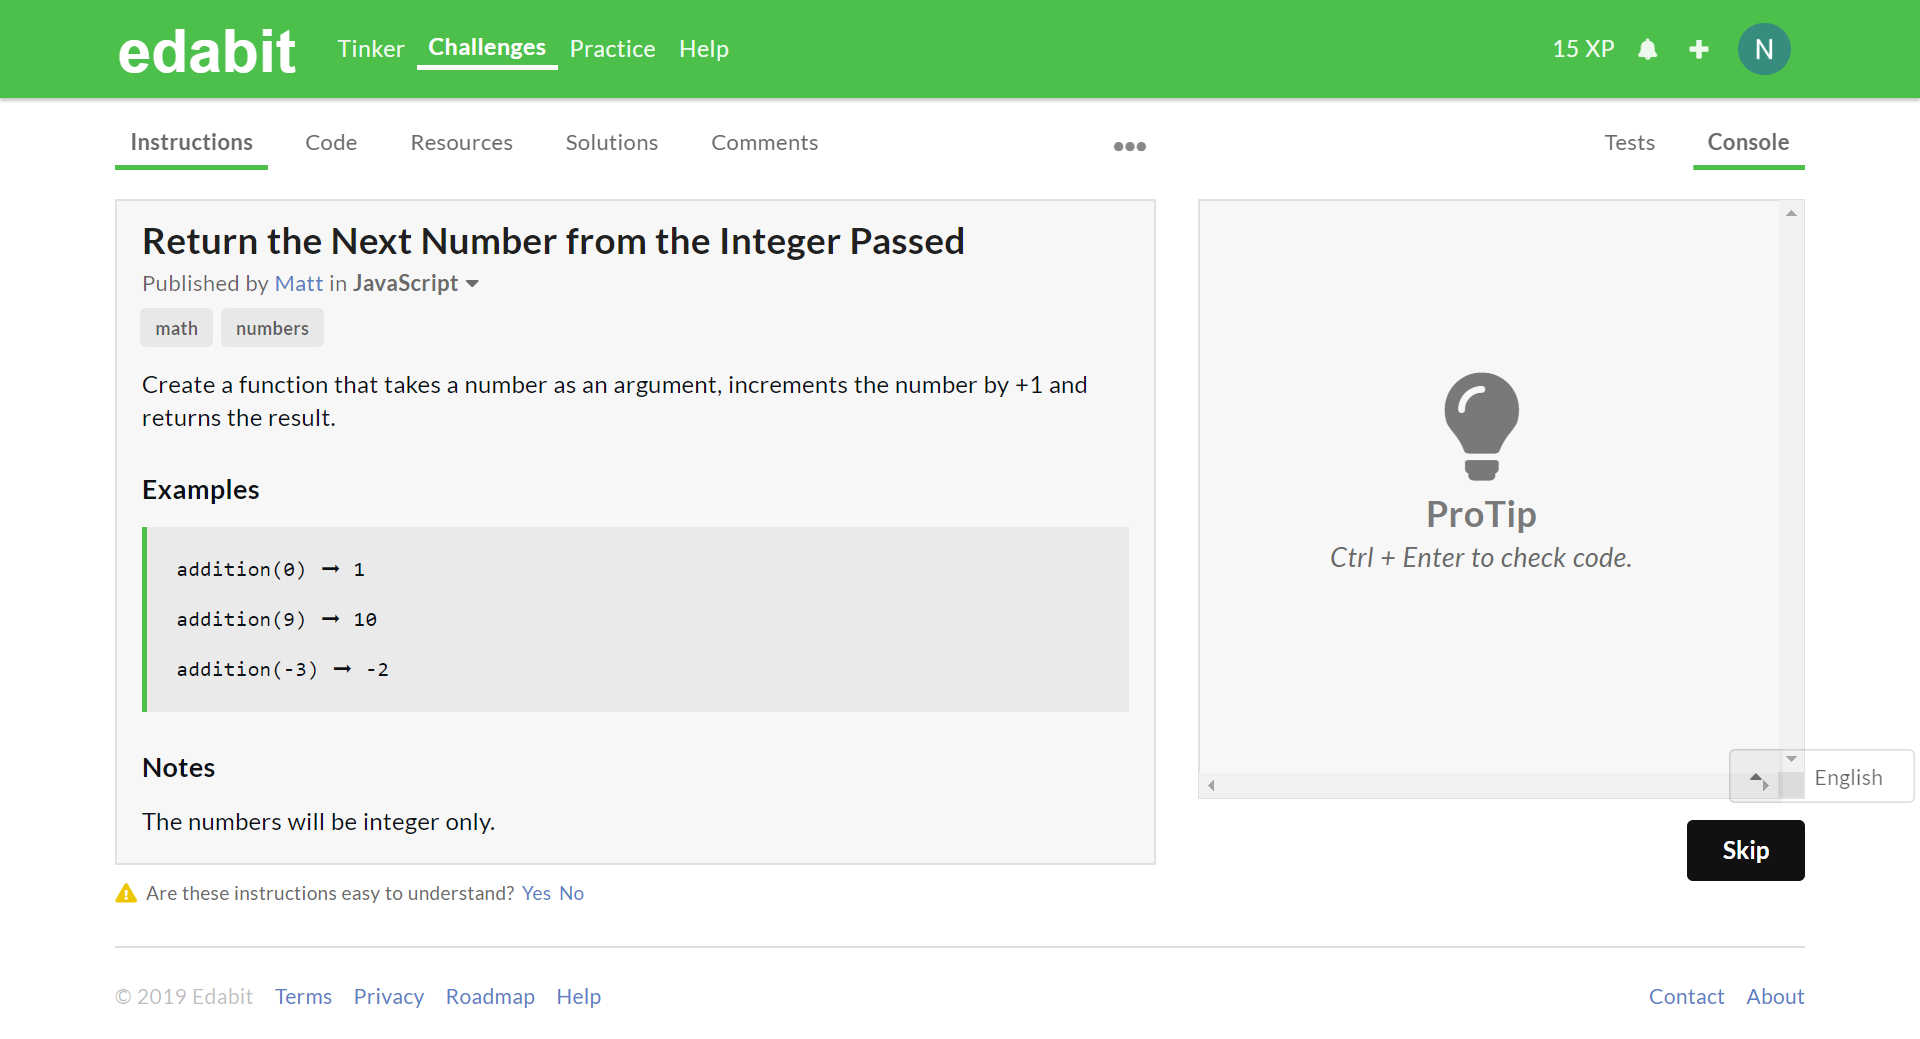 edabit Tinker Challenges Practice Help 15 XP N
Instructions Code Resources Solutions Comments Tests Console
Return the Next Number from the Integer Passed
Published by Matt in JavaScript
math numbers
Create a function that takes a number as an argument, increments the number by +1 and
returns the result.
Examples
addition(0) ➞ 1
addition(9) ➞ 10
addition(-3) ➞ -2
Notes
The numbers will be integer only.
ProTip
Ctrl + Enter to check code.
English
Skip
Are these instructions easy to understand? Yes No
© 2019 Edabit Terms Privacy Roadmap Help Contact About